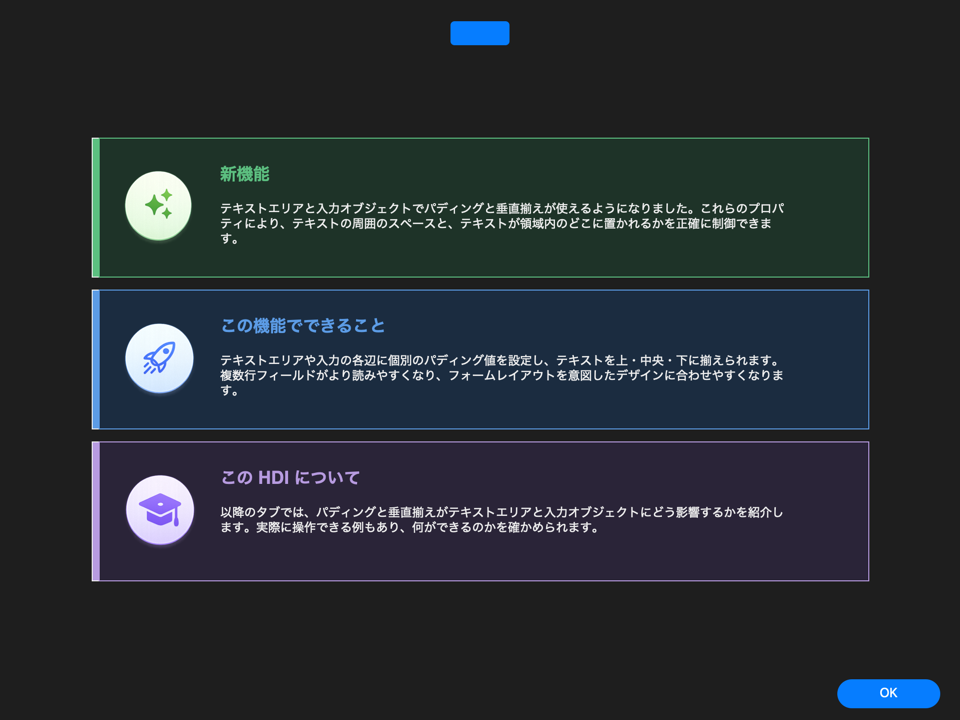 新機能
テキストエリアと入力オブジェクトでパディングと垂直揃えが使えるようになりました。これらのプロパ
ティにより、テキストの周囲のスペースと、テキストが領域内のどこに置かれるかを正確に制御できま
す。
この機能でできること
テキストエリアや入力の各辺に個別のパディング値を設定し、テキストを上・中央・下に揃えられます。
複数行フィールドがより読みやすくなり、フォームレイアウトを意図したデザインに合わせやすくなりま
す。
この HDI について
以降のタブでは、パディングと垂直揃えがテキストエリアと入力オブジェクトにどう影響するかを紹介し
ます。実際に操作できる例もあり、何ができるのかを確かめられます。
OK